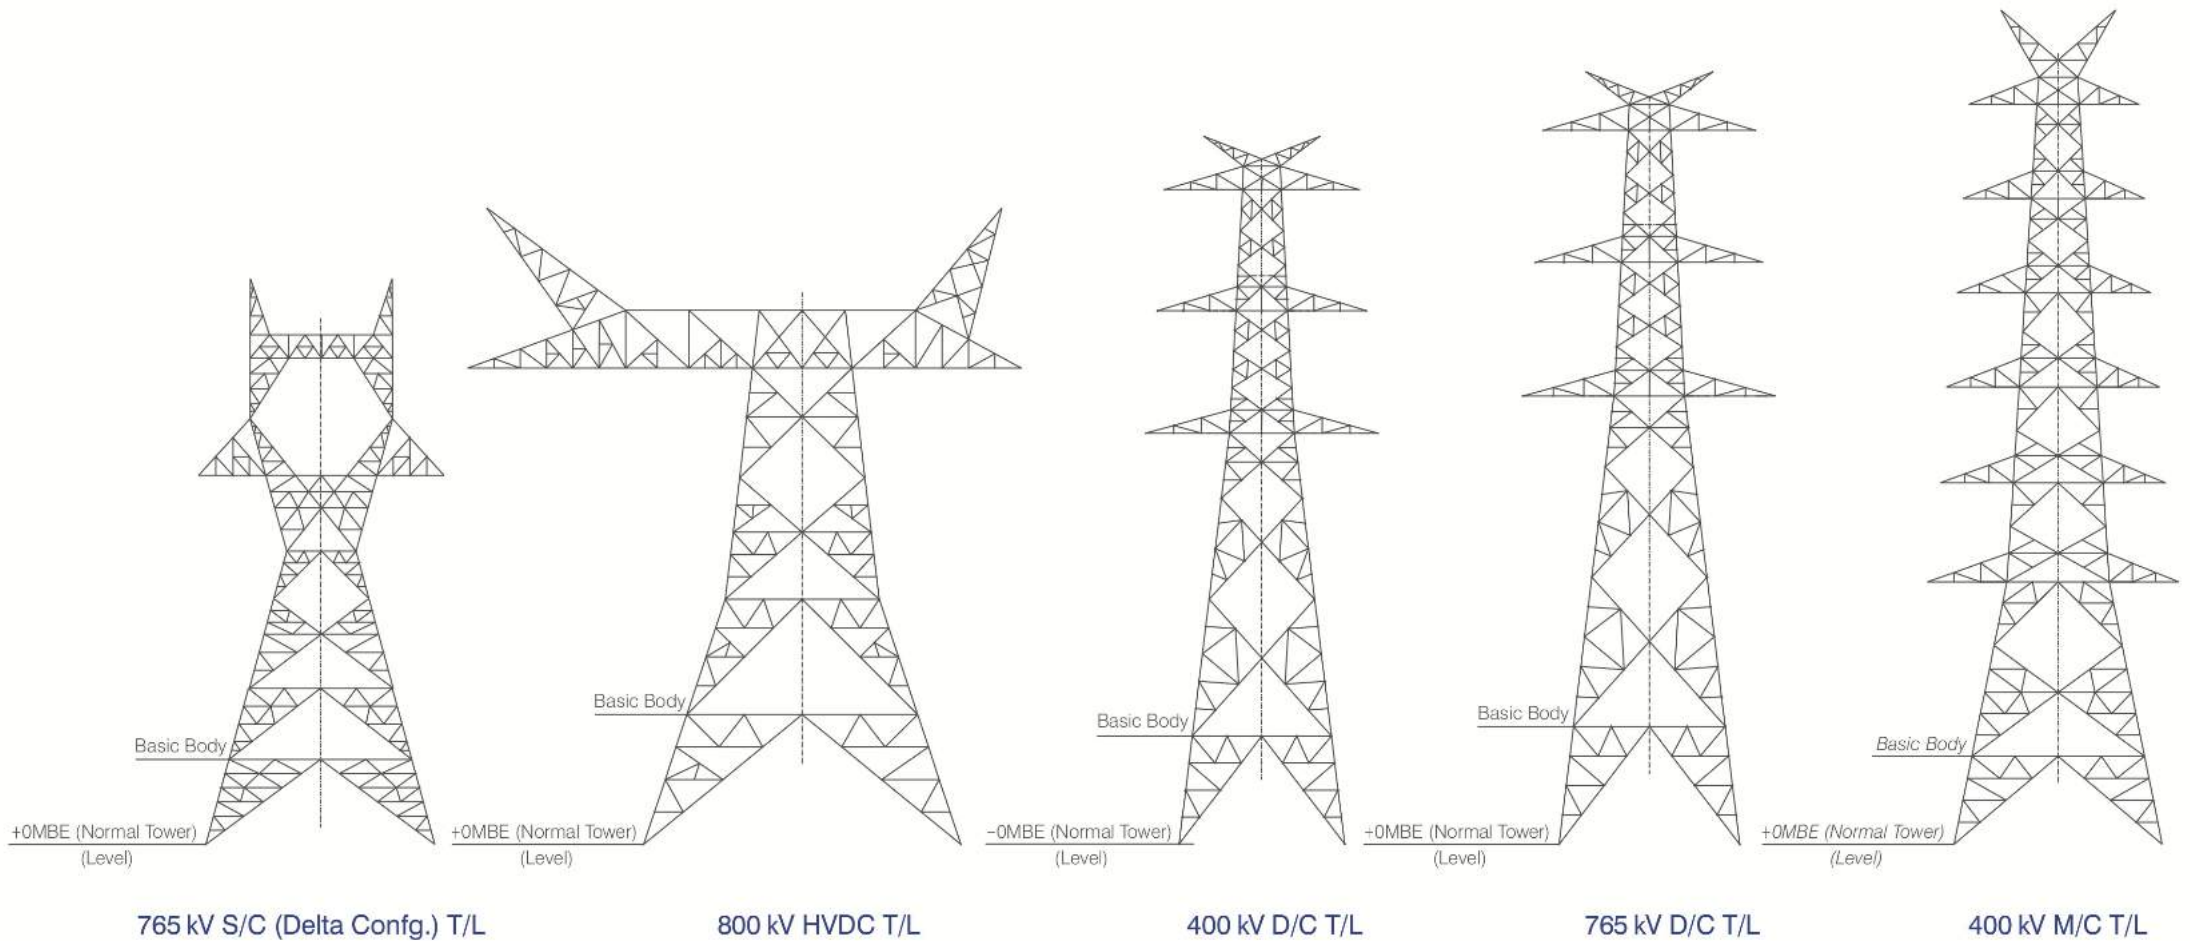 Basic Body
+0MBE (Normal Tower)
(Level)
765 kV S/C (Delta Confg.) T/L
Basic Body
+0MBE (Normal Tower)
(Level)
800 kV HVDC T/L
Basic Body
−0MBE (Normal Tower)
(Level)
400 kV D/C T/L
Basic Body
+0MBE (Normal Tower)
(Level)
765 kV D/C T/L
Basic Body
+0MBE (Normal Tower)
(Level)
400 kV M/C T/L